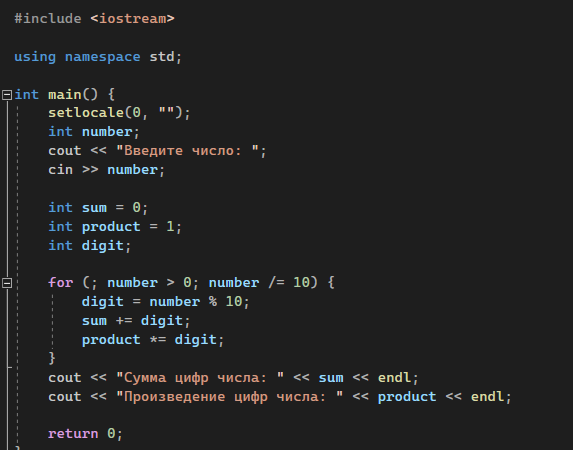 #include <iostream>
using namespace std;
int main() {
setlocale(0, "");
int number;
cout << "Введите число: ";
cin >> number;
int sum = 0;
int product = 1;
int digit;
for (; number > 0; number /= 10) {
digit = number % 10;
sum += digit;
product *= digit;
}
cout << "Сумма цифр числа: " << sum << endl;
cout << "Произведение цифр числа: " << product << endl;
return 0;